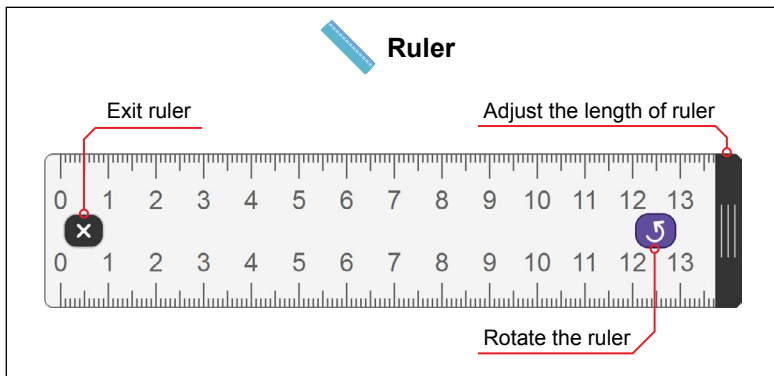 Ruler
Exit ruler
Adjust the length of ruler
0 1 2 3 4 5 6 7 8 9 10 11 12 13
0 1 2 3 4 5 6 7 8 9 10 11 12 13
Rotate the ruler